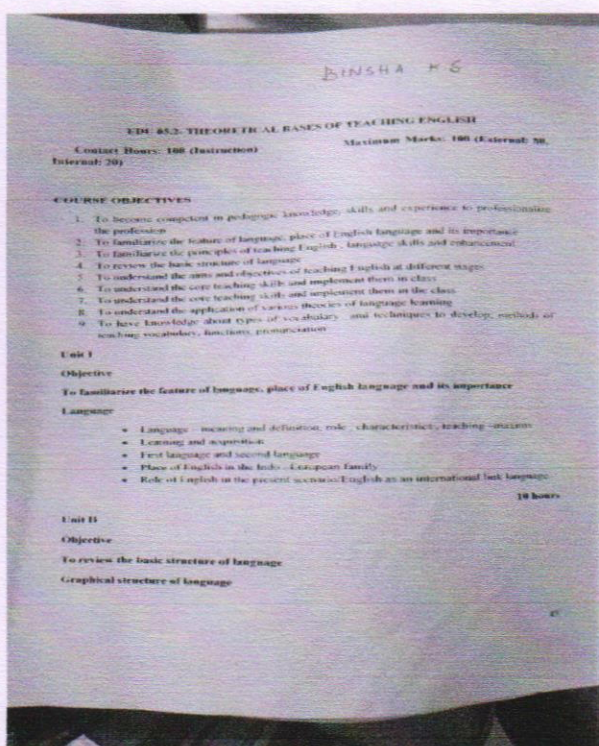 BINSHA K S
EDU 05.2- THEORETICAL BASES OF TEACHING ENGLISH
Contact Hours: 100 (Instruction) Maximum Marks: 100 (External: 80,
Internal: 20)
COURSE OBJECTIVES
1. To become competent in pedagogic knowledge, skills and experience to professionalize
the profession
2. To familiarize the feature of language, place of English language and its importance
3. To familiarize the principles of teaching English , language skills and enhancement
4. To review the basic structure of language
5. To understand the aims and objectives of teaching English at different stages
6. To understand the core teaching skills and implement them in class
7. To understand the core teaching skills and implement them in the class
8. To understand the application of various theories of language learning
9. To have knowledge about types of vocabulary and techniques to develop, methods of
teaching vocabulary, functions, pronunciation
Unit I
Objective
To familiarize the feature of language, place of English language and its importance
Language
• Language - meaning and definition, role , characteristics , teaching -maxims
• Learning and acquisition
• First language and second language
• Place of English in the Indo - European family
• Role of English in the present scenario/English as an international link language
10 hours
Unit II
Objective
To review the basic structure of language
Graphical structure of language